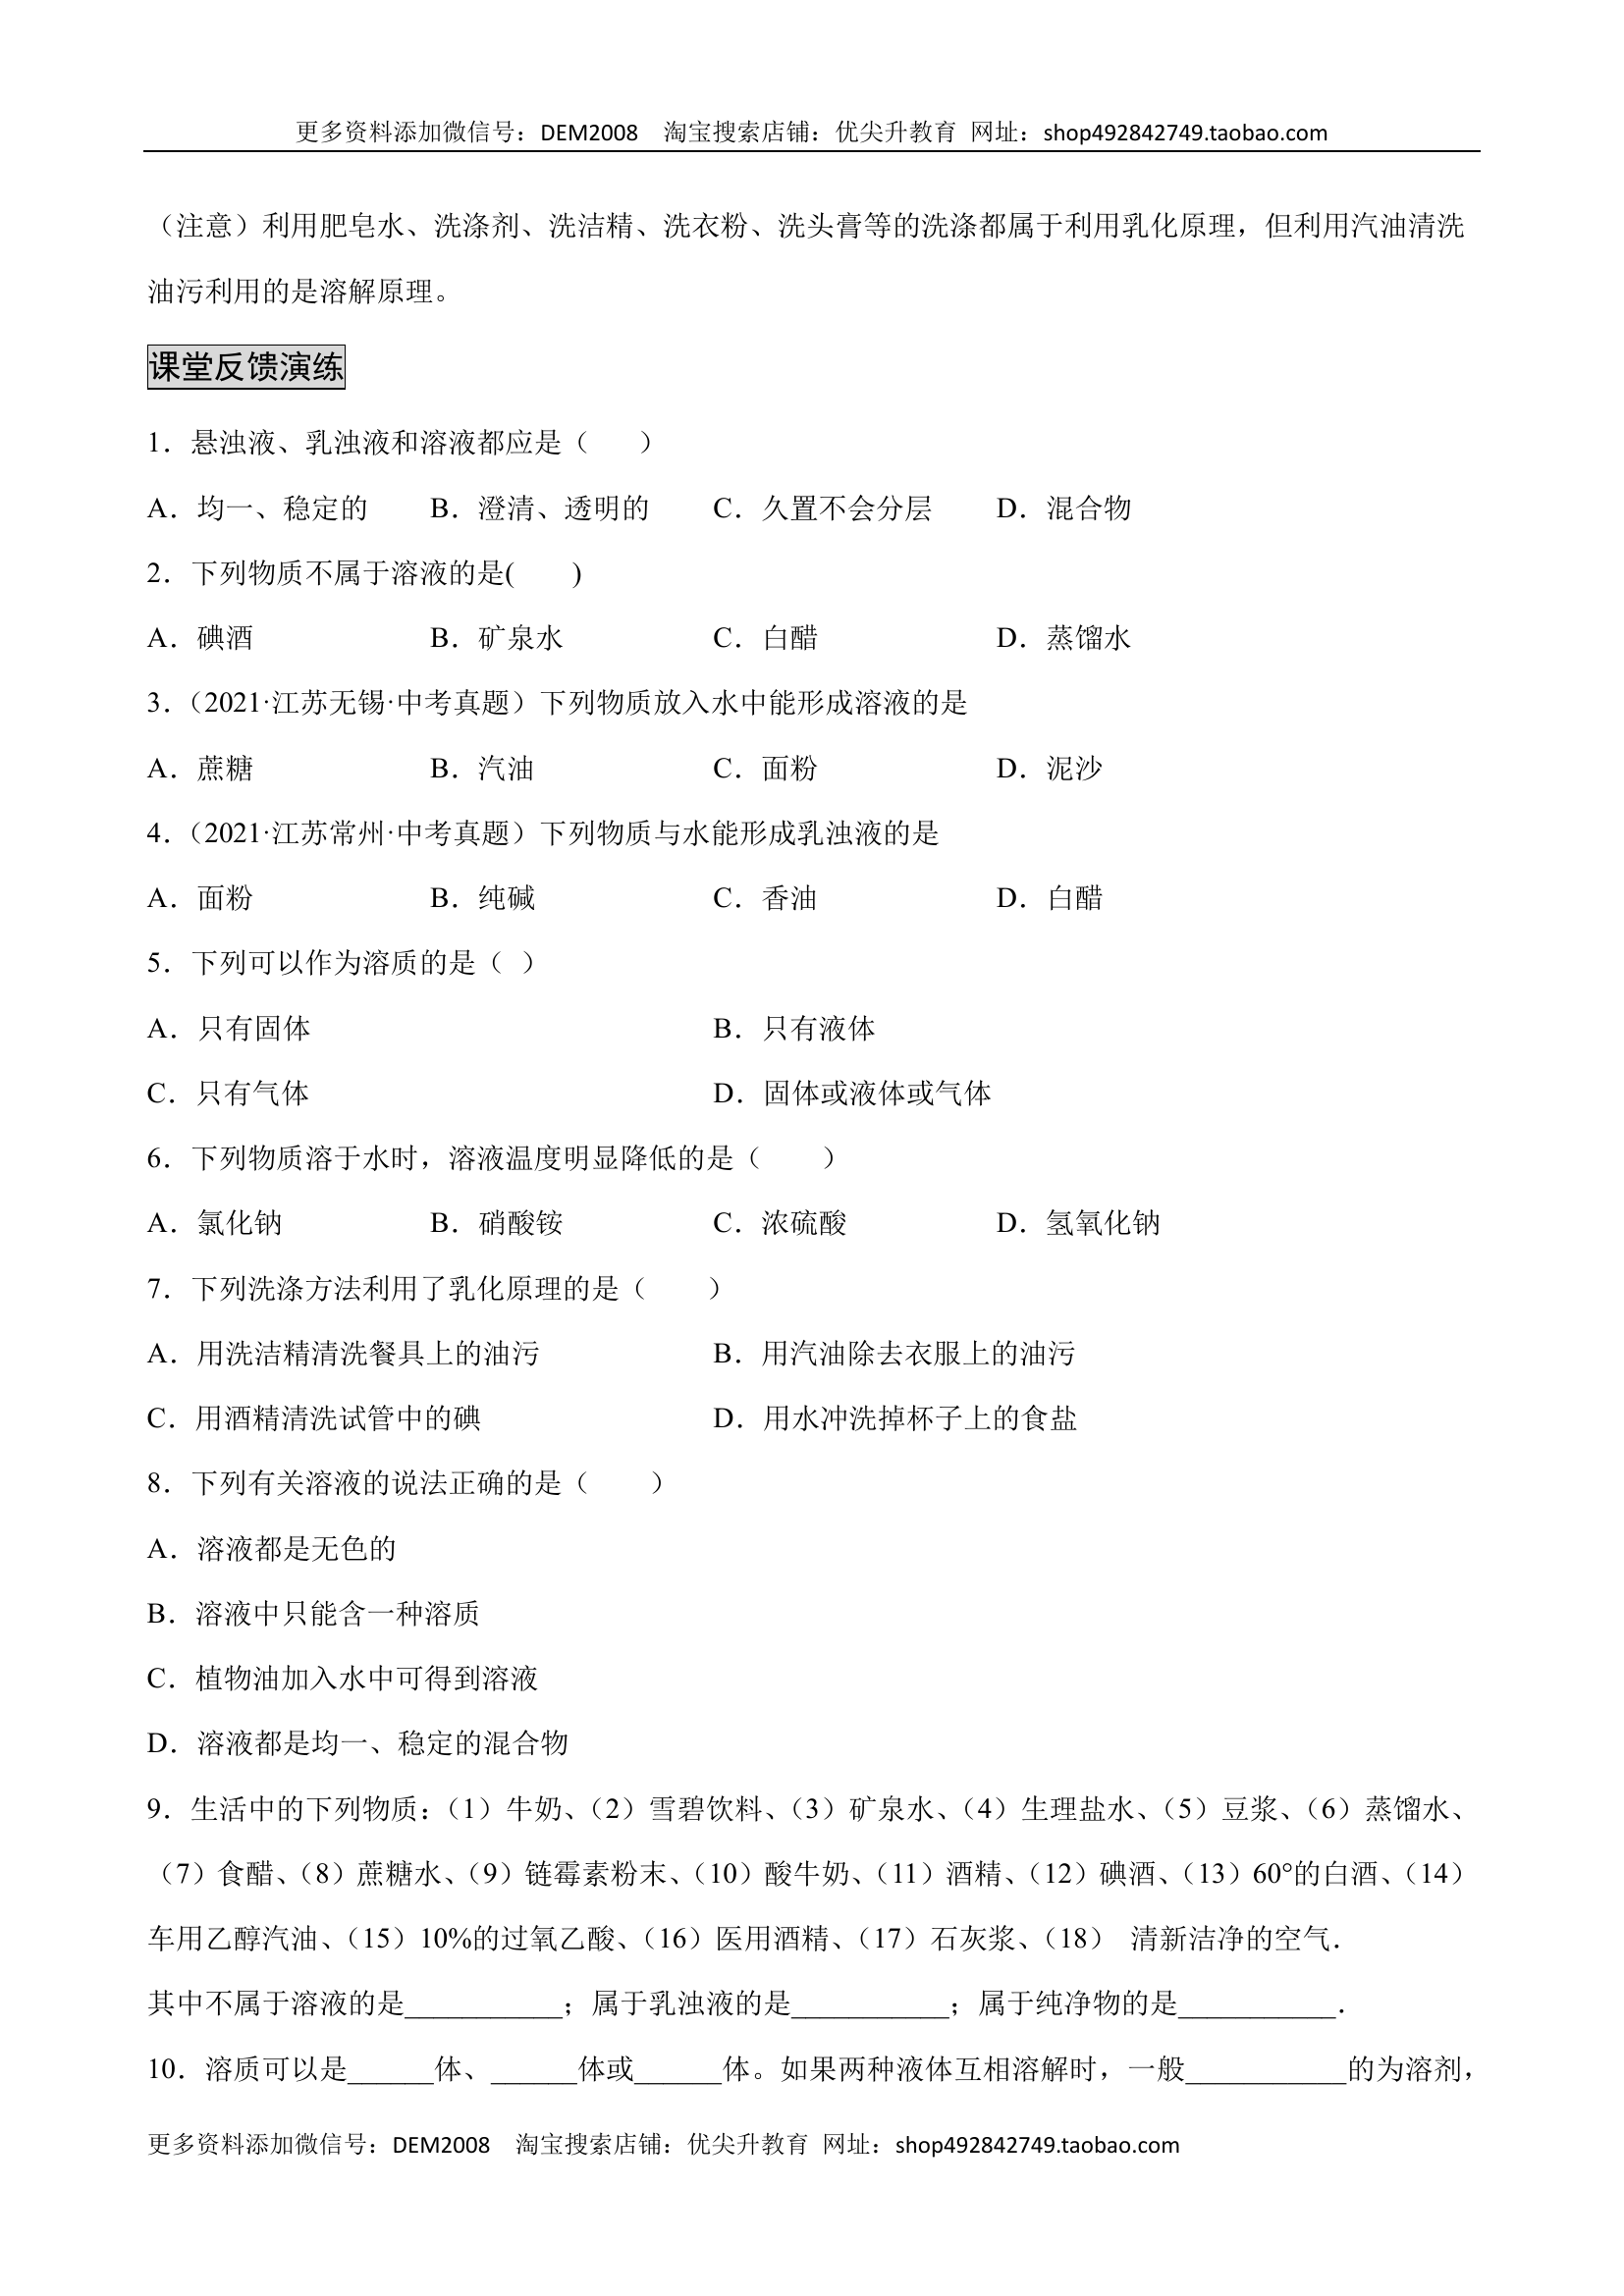 更多资料添加微信号：DEM2008　淘宝搜索店铺：优尖升教育 网址：shop492842749.taobao.com
（注意）利用肥皂水、洗涤剂、洗洁精、洗衣粉、洗头膏等的洗涤都属于利用乳化原理，但利用汽油清洗
油污利用的是溶解原理。
课堂反馈演练
1．悬浊液、乳浊液和溶液都应是（　　）
A．均一、稳定的　　B．澄清、透明的　　C．久置不会分层　　D．混合物
2．下列物质不属于溶液的是(　　)
A．碘酒　　B．矿泉水　　C．白醋　　D．蒸馏水
3．（2021·江苏无锡·中考真题）下列物质放入水中能形成溶液的是
A．蔗糖　　B．汽油　　C．面粉　　D．泥沙
4．（2021·江苏常州·中考真题）下列物质与水能形成乳浊液的是
A．面粉　　B．纯碱　　C．香油　　D．白醋
5．下列可以作为溶质的是（ ）
A．只有固体　　B．只有液体
C．只有气体　　D．固体或液体或气体
6．下列物质溶于水时，溶液温度明显降低的是（　　）
A．氯化钠　　B．硝酸铵　　C．浓硫酸　　D．氢氧化钠
7．下列洗涤方法利用了乳化原理的是（　　）
A．用洗洁精清洗餐具上的油污　　B．用汽油除去衣服上的油污
C．用酒精清洗试管中的碘　　D．用水冲洗掉杯子上的食盐
8．下列有关溶液的说法正确的是（　　）
A．溶液都是无色的
B．溶液中只能含一种溶质
C．植物油加入水中可得到溶液
D．溶液都是均一、稳定的混合物
9．生活中的下列物质：（1）牛奶、（2）雪碧饮料、（3）矿泉水、（4）生理盐水、（5）豆浆、（6）蒸馏水、
（7）食醋、（8）蔗糖水、（9）链霉素粉末、（10）酸牛奶、（11）酒精、（12）碘酒、（13）60°的白酒、（14）
车用乙醇汽油、（15）10%的过氧乙酸、（16）医用酒精、（17）石灰浆、（18） 清新洁净的空气．
其中不属于溶液的是___________；属于乳浊液的是___________；属于纯净物的是___________．
10．溶质可以是______体、______体或______体。如果两种液体互相溶解时，一般___________的为溶剂，
更多资料添加微信号：DEM2008　淘宝搜索店铺：优尖升教育 网址：shop492842749.taobao.com